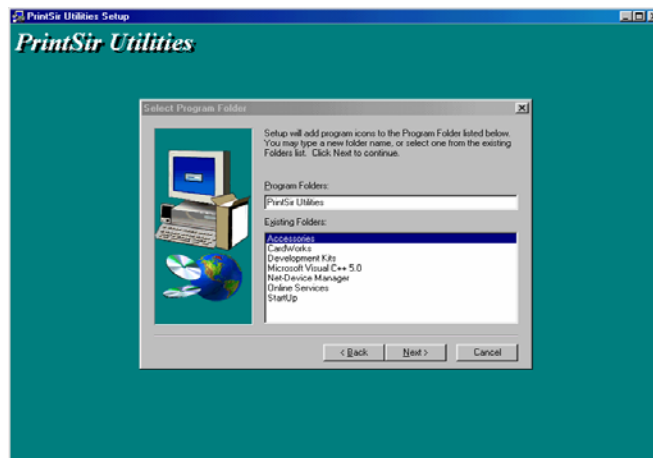 PrintSir Utilities Setup
PrintSir Utilities
Select Program Folder
Setup will add program icons to the Program Folder listed below.
You may type a new folder name, or select one from the existing
Folders list. Click Next to continue.
Program Folders:
PrintSir Utilities
Existing Folders:
Accessories
CardWorks
Development Kits
Microsoft Visual C++ 5.0
Net-Device Manager
Online Services
StartUp
< Back Next > Cancel